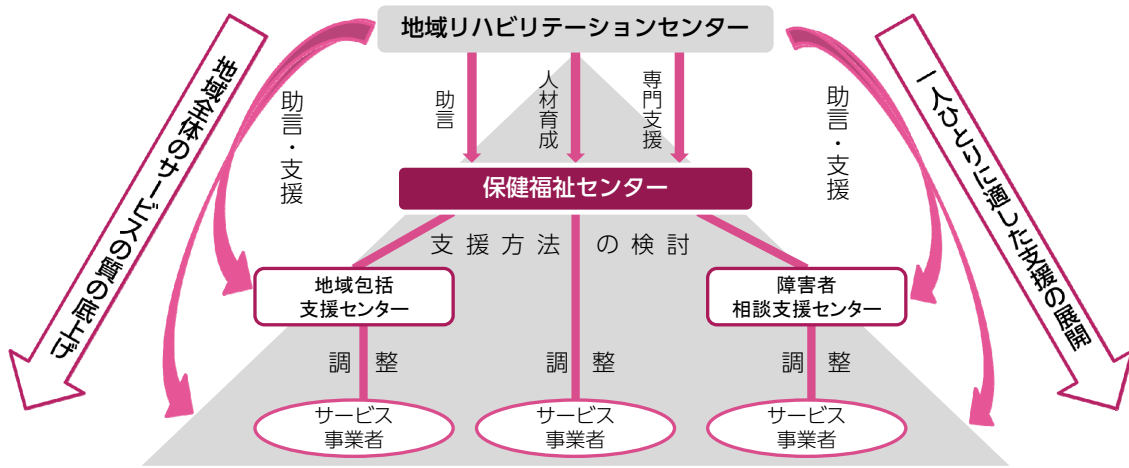 地域リハビリテーションセンター
地域全体のサービスの質の底上げ
助言・支援
助言
人材育成
専門支援
助言・支援
一人ひとりに適した支援の展開
保健福祉センター
支援方法の検討
地域包括
支援センター
障害者
相談支援センター
調整
調整
調整
サービス
事業者
サービス
事業者
サービス
事業者